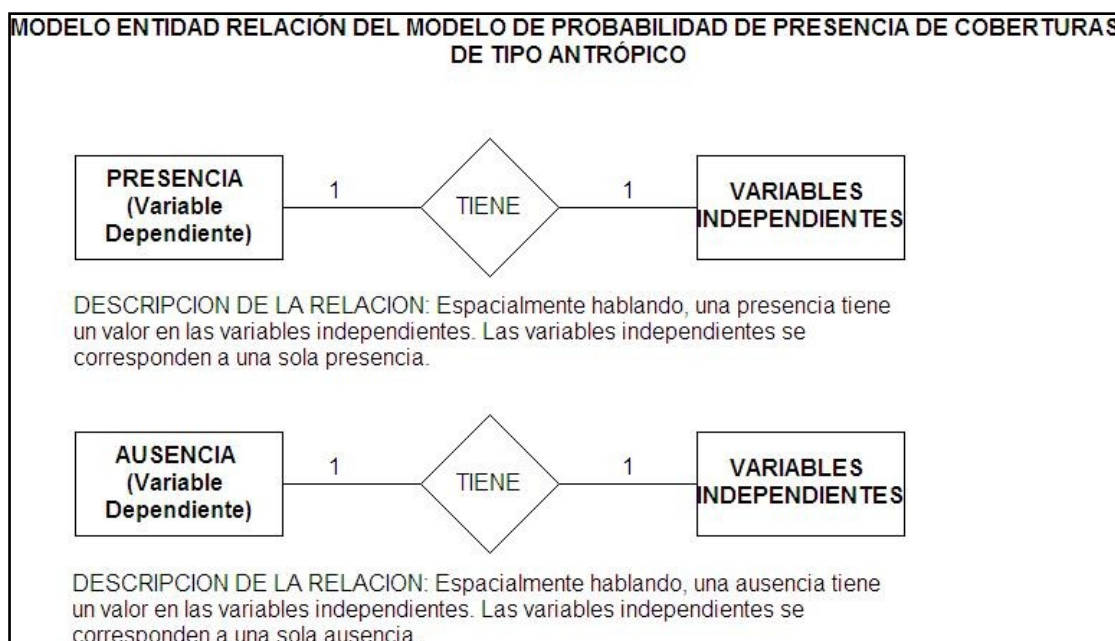 MODELO ENTIDAD RELACIÓN DEL MODELO DE PROBABILIDAD DE PRESENCIA DE COBERTURAS
DE TIPO ANTRÓPICO
PRESENCIA
(Variable
Dependiente)
1
TIENE
1
VARIABLES
INDEPENDIENTES
DESCRIPCION DE LA RELACION: Espacialmente hablando, una presencia tiene
un valor en las variables independientes. Las variables independientes se
corresponden a una sola presencia.
AUSENCIA
(Variable
Dependiente)
1
TIENE
1
VARIABLES
INDEPENDIENTES
DESCRIPCION DE LA RELACION: Espacialmente hablando, una ausencia tiene
un valor en las variables independientes. Las variables independientes se
corresponden a una sola ausencia